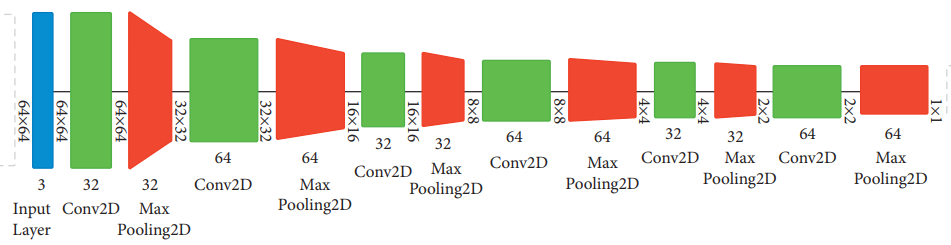 64×64
64×64
64×64
32×32
32×32
16×16
16×16
8×8
8×8
4×4
4×4
2×2
2×2
1×1
3
Input
Layer
32
Conv2D
32
Max
Pooling2D
64
Conv2D
64
Max
Pooling2D
32
Conv2D
32
Max
Pooling2D
64
Conv2D
64
Max
Pooling2D
32
Conv2D
32
Max
Pooling2D
64
Conv2D
64
Max
Pooling2D